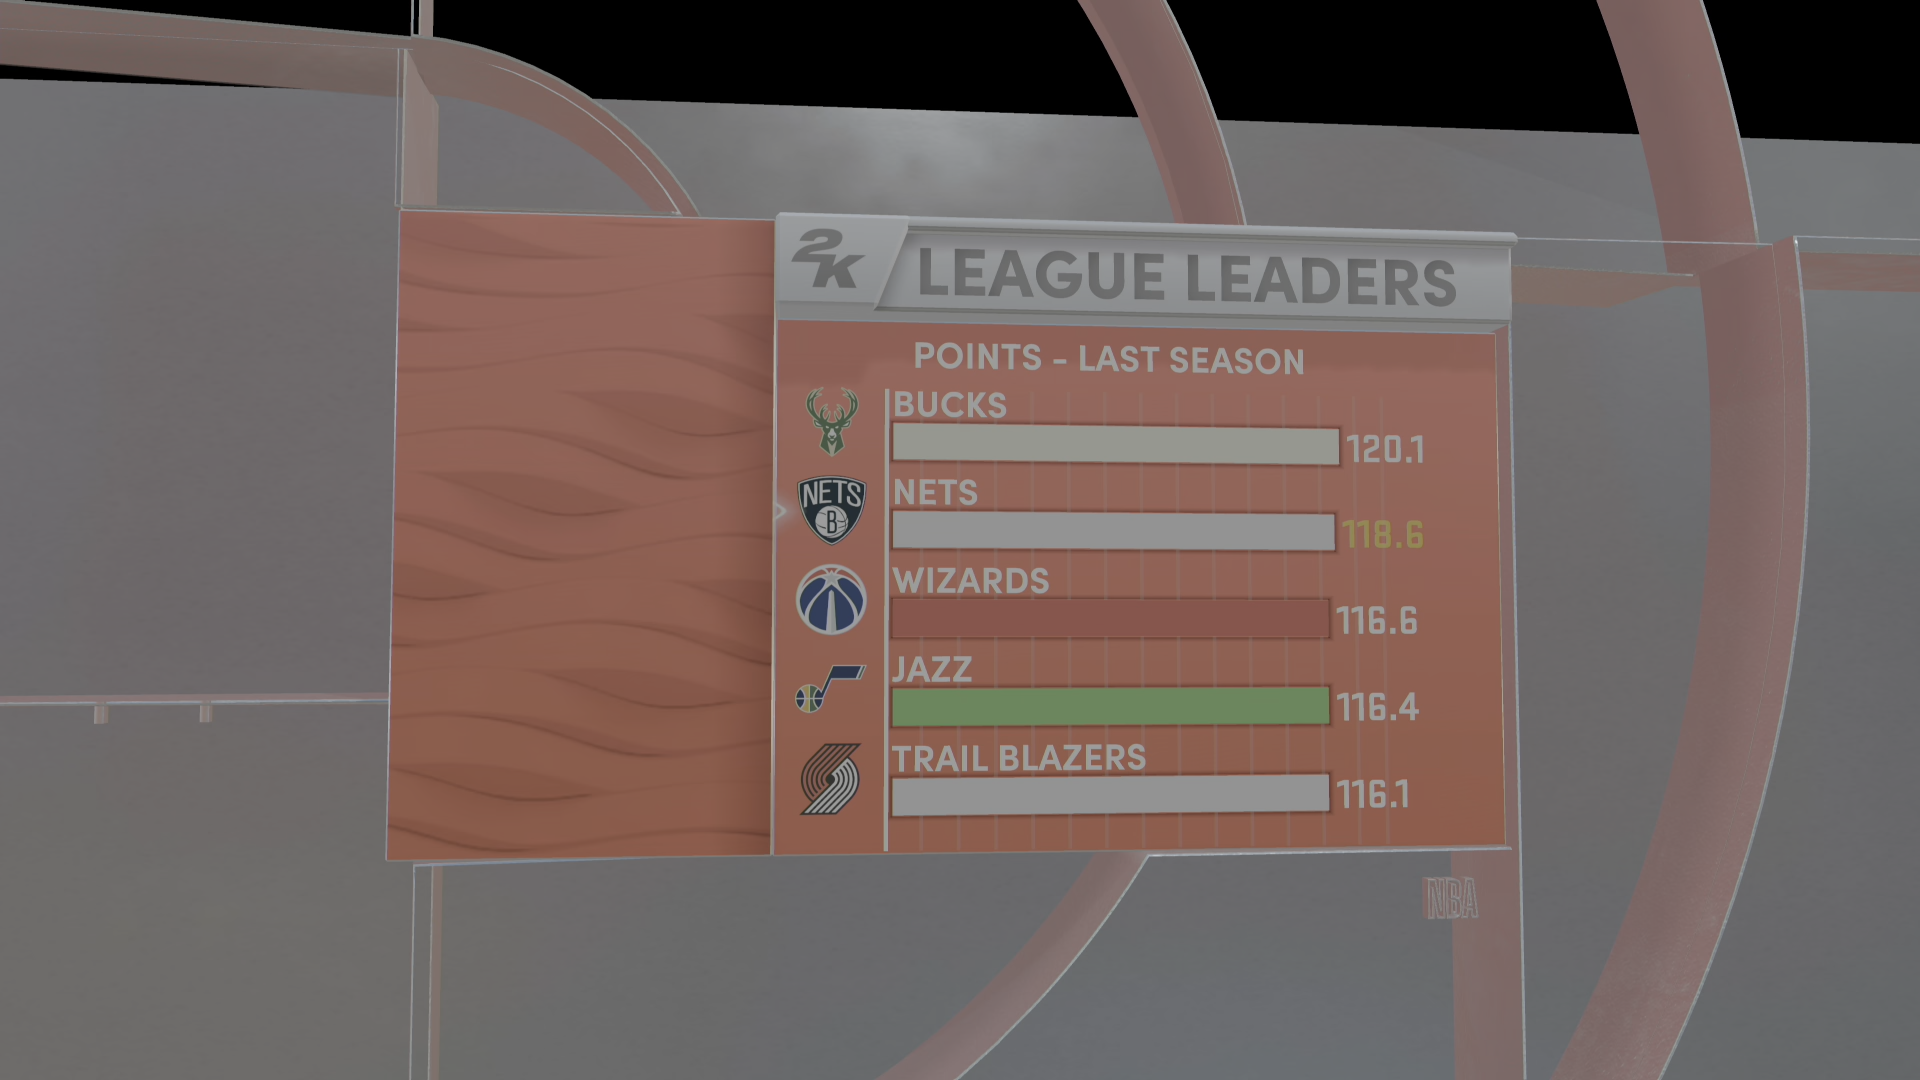 2K LEAGUE LEADERS
POINTS - LAST SEASON
BUCKS
120.1
NETS
B
NETS
118.6
WIZARDS
116.6
JAZZ
116.4
TRAIL BLAZERS
116.1
NBA